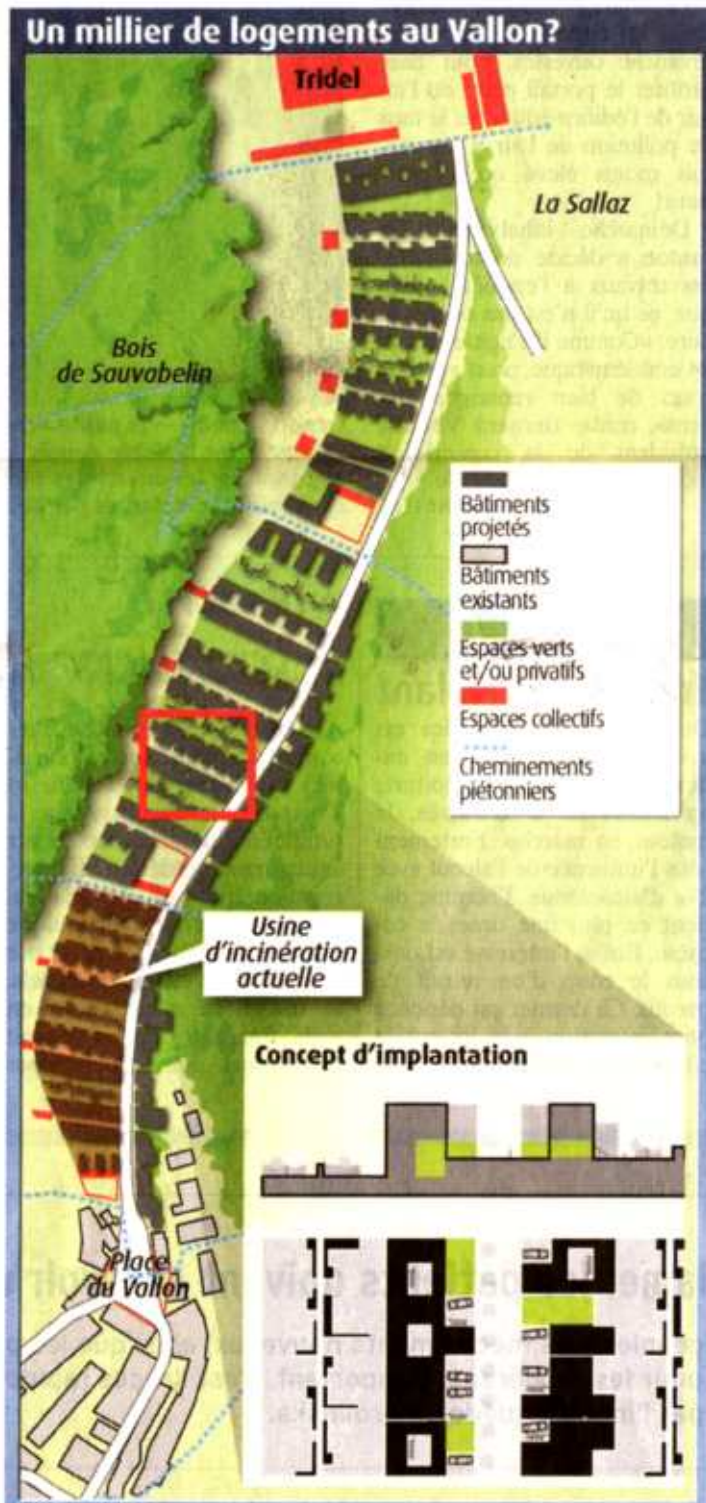 Un millier de logements au Vallon?
Tridel
La Sallaz
Bois
de Sauvabelin
Bâtiments
projetés
Bâtiments
existants
Espaces verts
et/ou privatifs
Espaces collectifs
Cheminements
piétonniers
Usine
d'incinération
actuelle
Concept d'implantation
Place
du Vallon